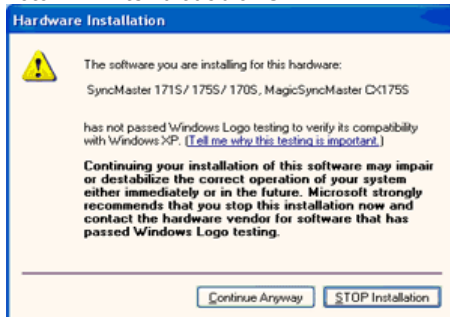 Hardware Installation
The software you are installing for this hardware:
SyncMaster 171S/ 175S/ 170S, MagicSyncMaster CX175S
has not passed Windows Logo testing to verify its compatibility
with Windows XP. (Tell me why this testing is important.)
Continuing your installation of this software may impair
or destabilize the correct operation of your system
either immediately or in the future. Microsoft strongly
recommends that you stop this installation now and
contact the hardware vendor for software that has
passed Windows Logo testing.
Continue Anyway
STOP Installation